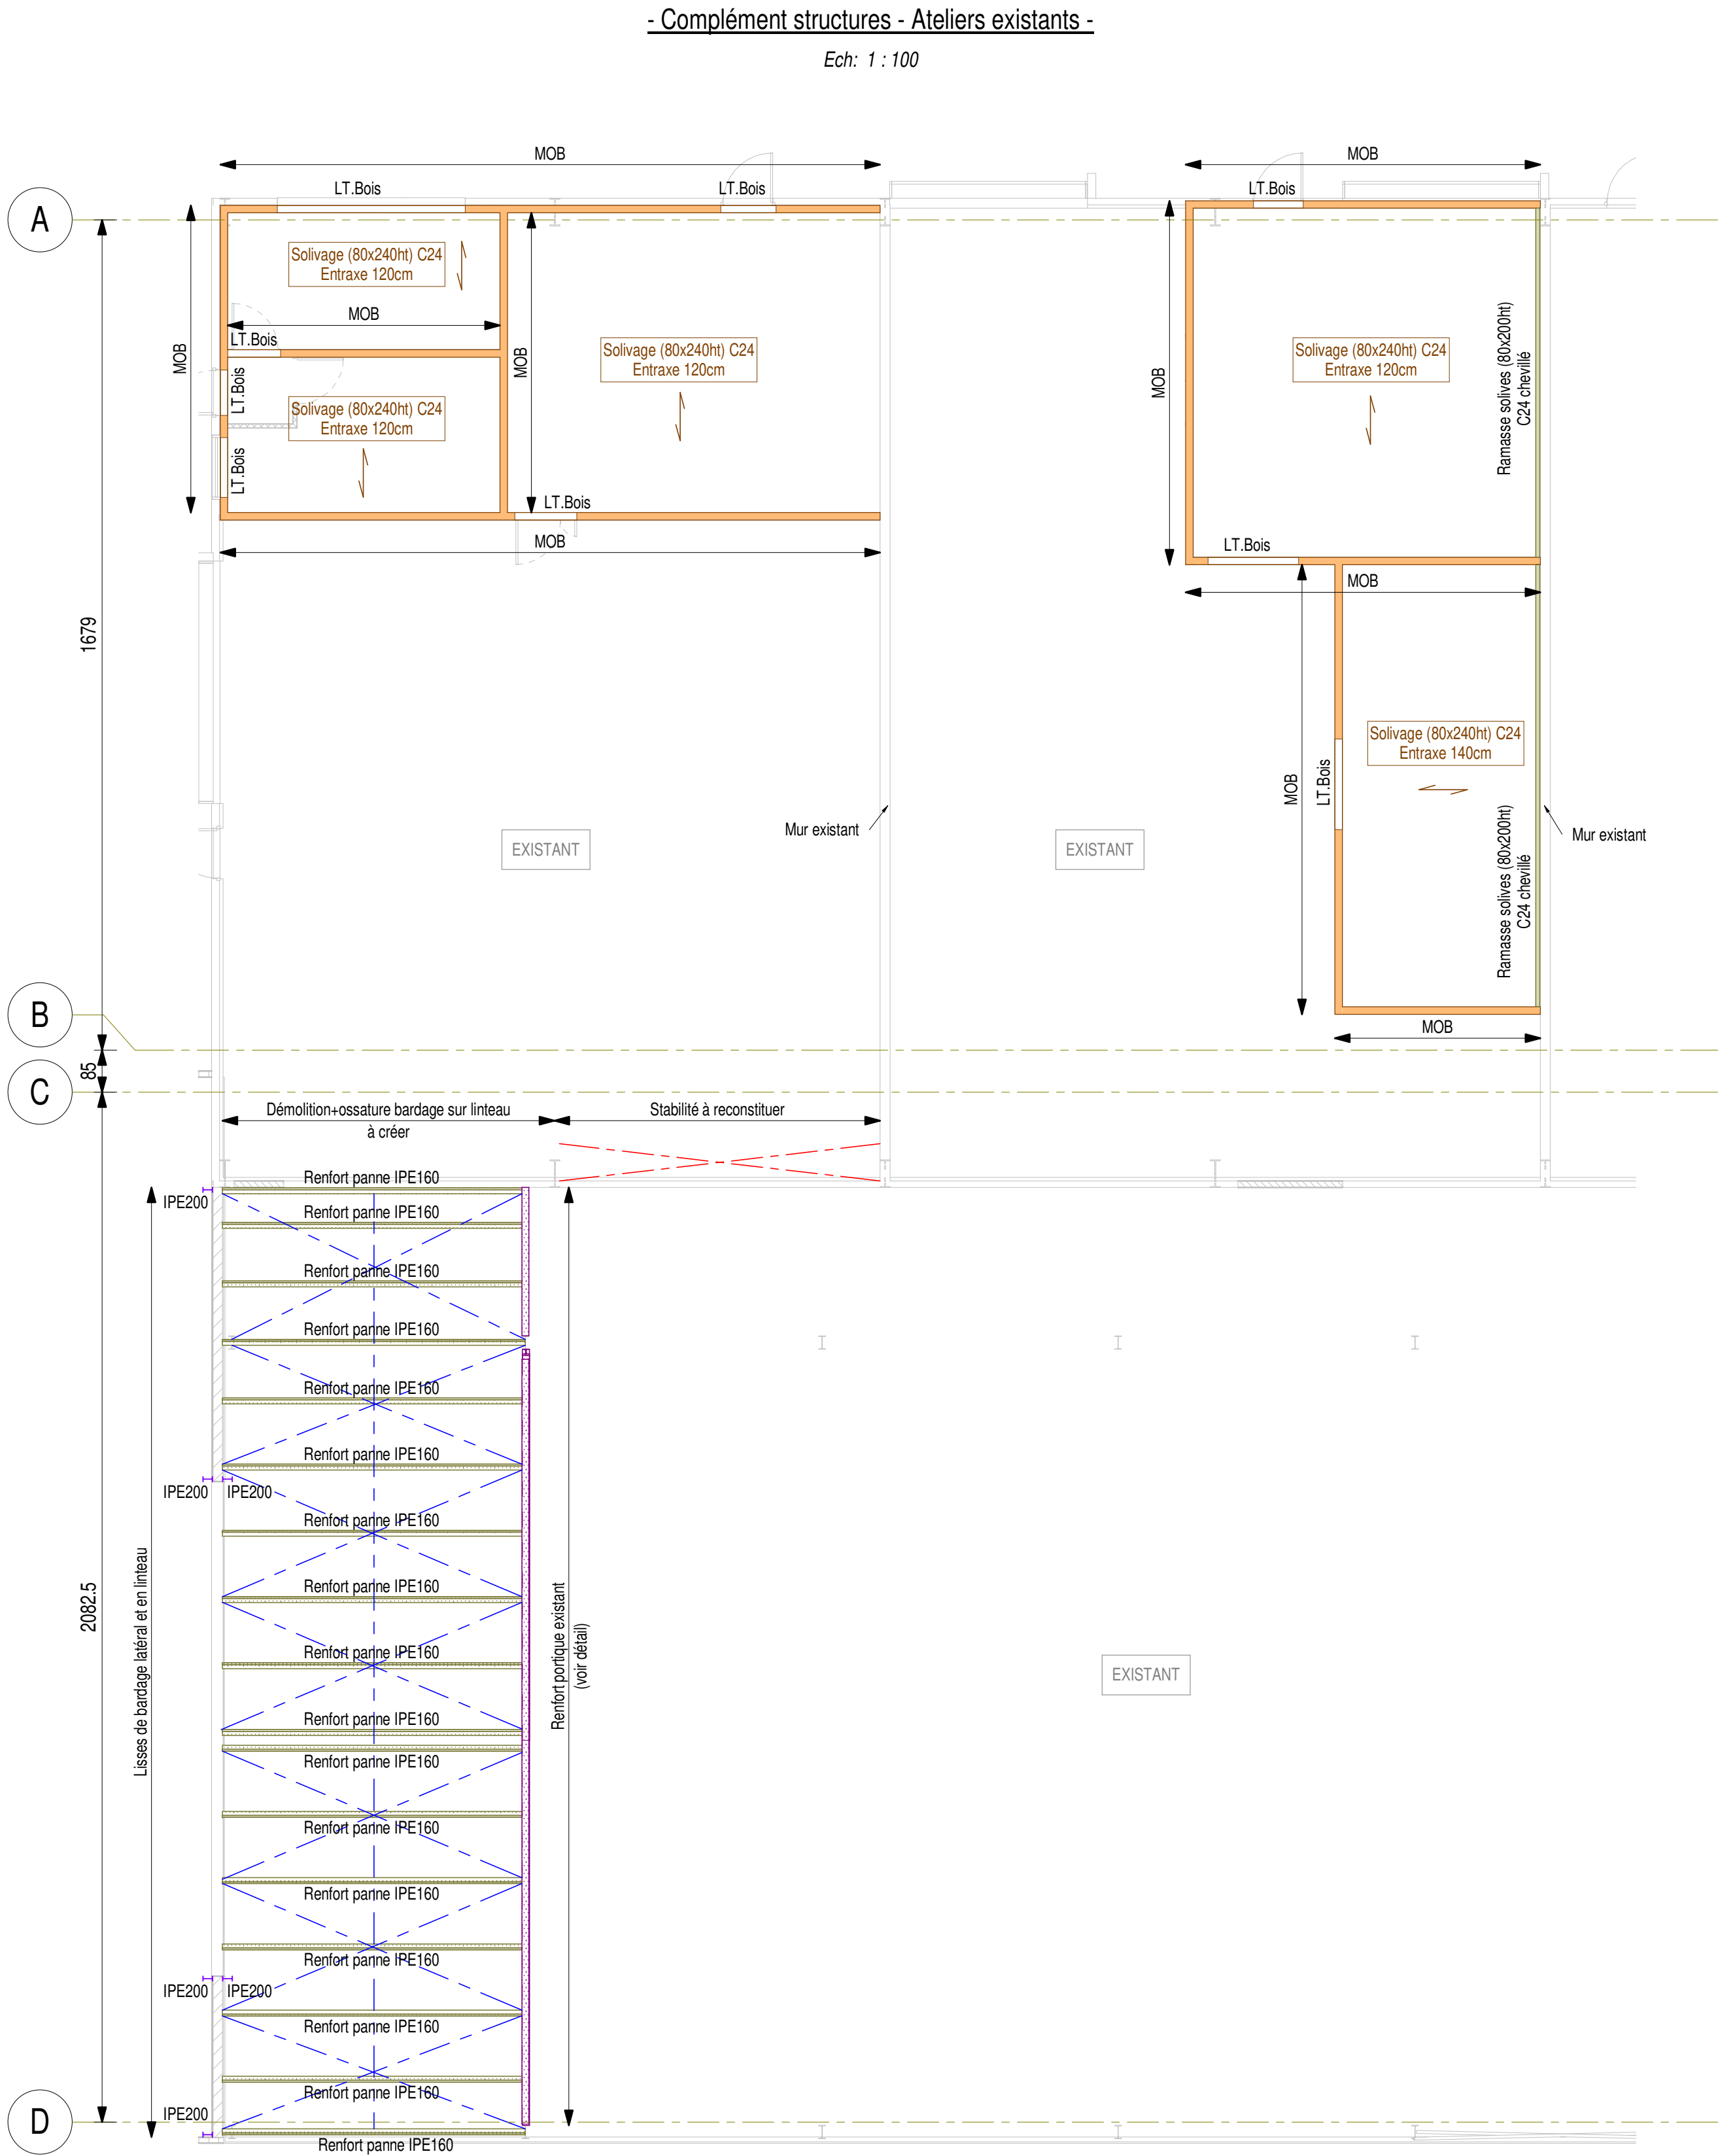 - Complément structures - Ateliers existants -
Ech: 1 : 100
MOB
MOB
LT.Bois
LT.Bois
LT.Bois
A
Solivage (80x240ht) C24
Entraxe 120cm
MOB
LT.Bois
MOB
MOB
Solivage (80x240ht) C24
Entraxe 120cm
LT.Bois
Solivage (80x240ht) C24
Entraxe 120cm
LT.Bois
LT.Bois
MOB
MOB
Solivage (80x240ht) C24
Entraxe 120cm
Ramasse solives (80x200ht)
C24 chevillé
LT.Bois
MOB
1679
MOB
LT.Bois
Solivage (80x240ht) C24
Entraxe 140cm
Ramasse solives (80x200ht)
C24 chevillé
Mur existant
Mur existant
EXISTANT
EXISTANT
MOB
B
85
C
Démolition+ossature bardage sur linteau
à créer
Stabilité à reconstituer
Renfort panne IPE160
IPE200
Renfort panne IPE160
Renfort panne IPE160
Renfort panne IPE160
Renfort panne IPE160
Renfort panne IPE160
IPE200
IPE200
Renfort panne IPE160
Renfort panne IPE160
2082.5
Lisses de bardage latéral et en linteau
Renfort portique existant
(voir détail)
Renfort panne IPE160
EXISTANT
Renfort panne IPE160
Renfort panne IPE160
Renfort panne IPE160
Renfort panne IPE160
Renfort panne IPE160
IPE200
IPE200
Renfort panne IPE160
Renfort panne IPE160
IPE200
D
Renfort panne IPE160